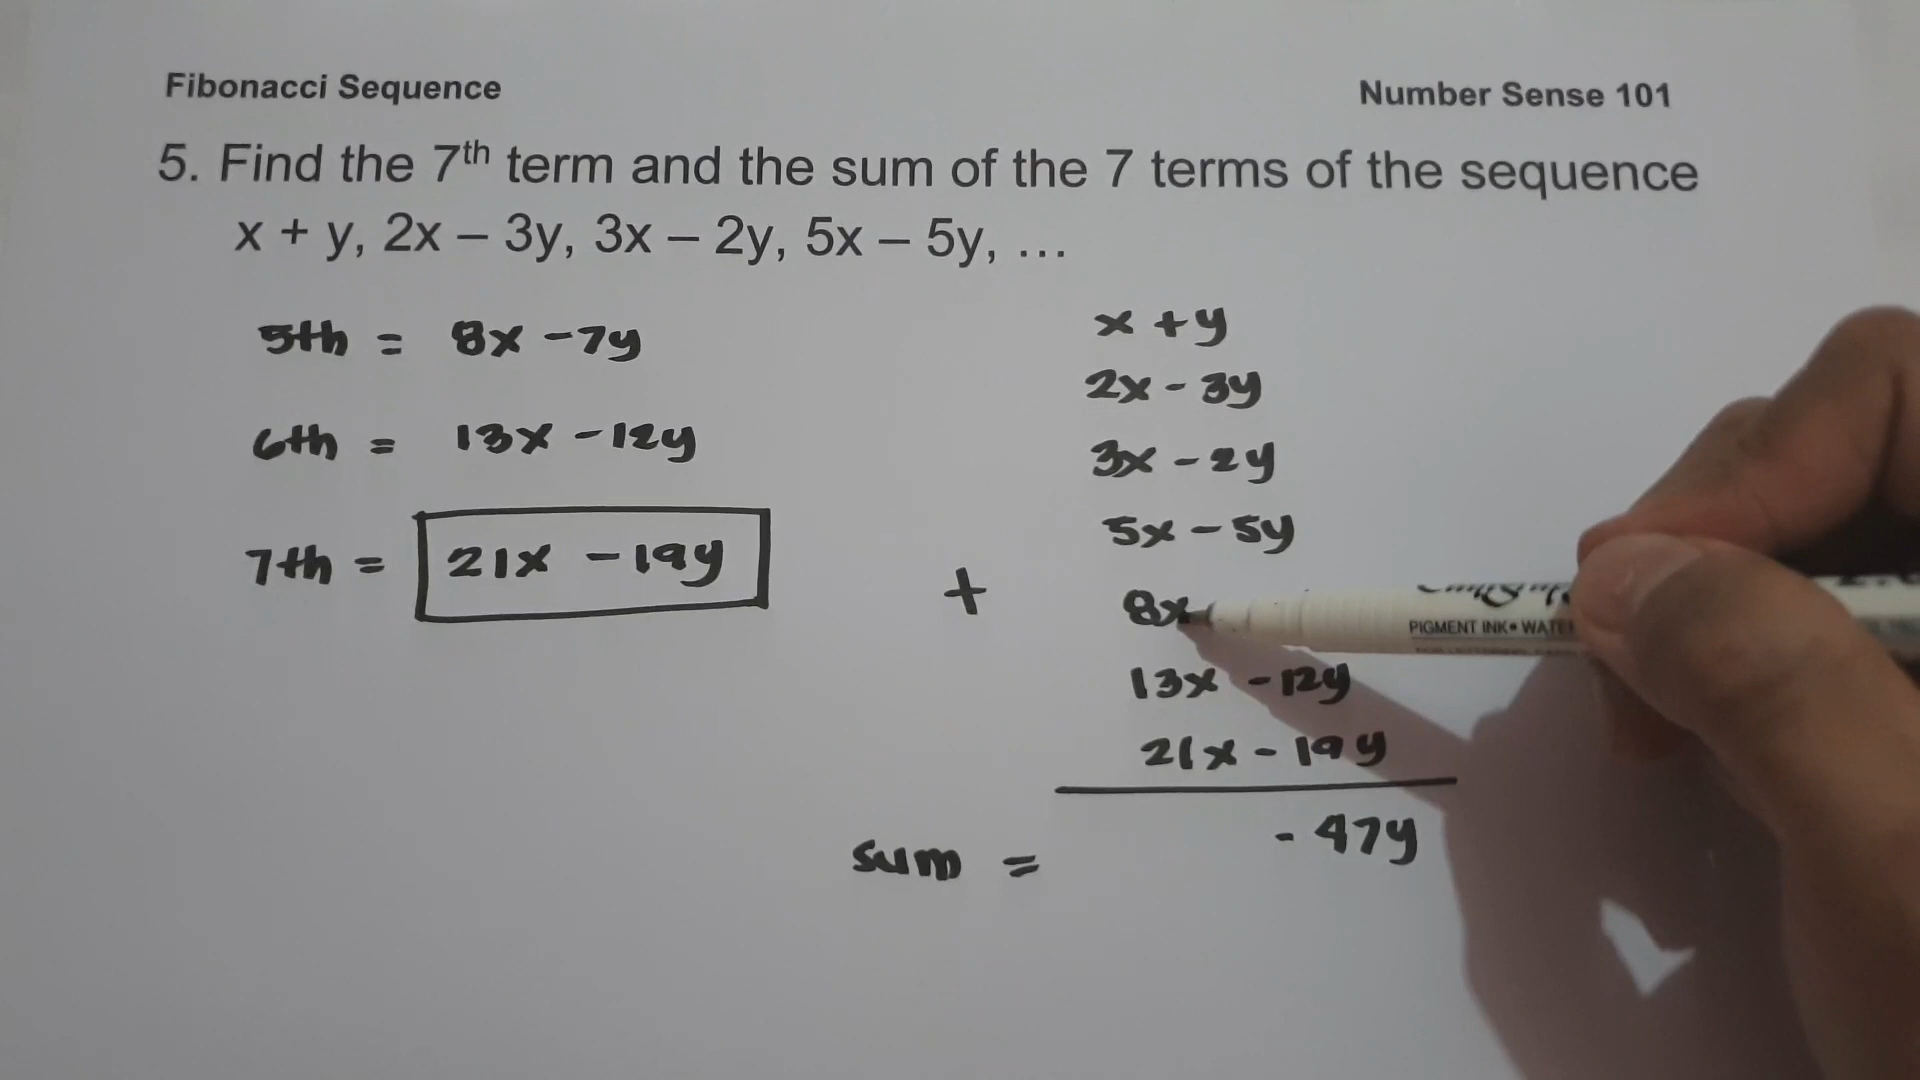 Fibonacci Sequence
Number Sense 101
5. Find the 7th term and the sum of the 7 terms of the sequence
x + y, 2x – 3y, 3x – 2y, 5x – 5y, …
5th = 8x - 7y
6th = 13x - 12y
7th = 21x - 19y
x + y
2x - 3y
3x - 2y
5x - 5y
+ 8x
PIGMENT INK
13x - 12y
21x - 19y
sum = - 47y